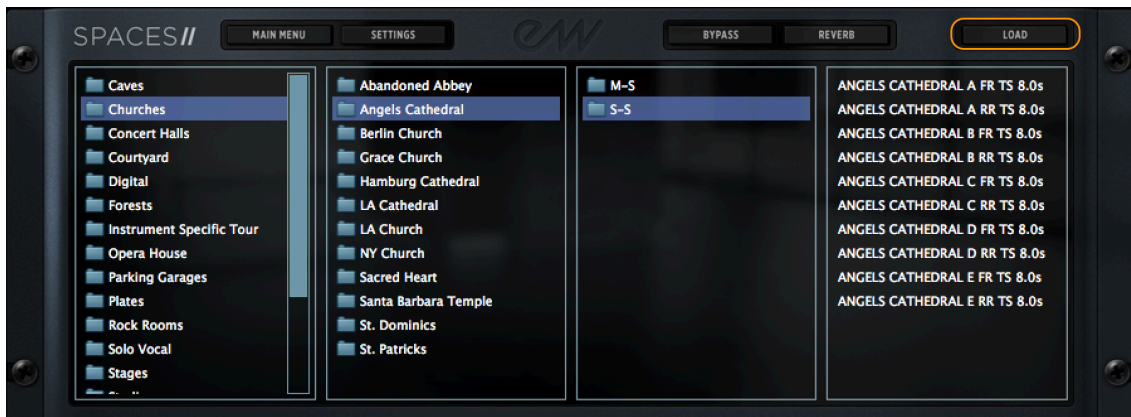 SPACES II
MAIN MENU
SETTINGS
EW
BYPASS
REVERB
LOAD
Caves
Churches
Concert Halls
Courtyard
Digital
Forests
Instrument Specific Tour
Opera House
Parking Garages
Plates
Rock Rooms
Solo Vocal
Stages
Abandoned Abbey
Angels Cathedral
Berlin Church
Grace Church
Hamburg Cathedral
LA Cathedral
LA Church
NY Church
Sacred Heart
Santa Barbara Temple
St. Dominics
St. Patricks
M-S
S-S
ANGELS CATHEDRAL A FR TS 8.0s
ANGELS CATHEDRAL A RR TS 8.0s
ANGELS CATHEDRAL B FR TS 8.0s
ANGELS CATHEDRAL B RR TS 8.0s
ANGELS CATHEDRAL C FR TS 8.0s
ANGELS CATHEDRAL C RR TS 8.0s
ANGELS CATHEDRAL D FR TS 8.0s
ANGELS CATHEDRAL D RR TS 8.0s
ANGELS CATHEDRAL E FR TS 8.0s
ANGELS CATHEDRAL E RR TS 8.0s